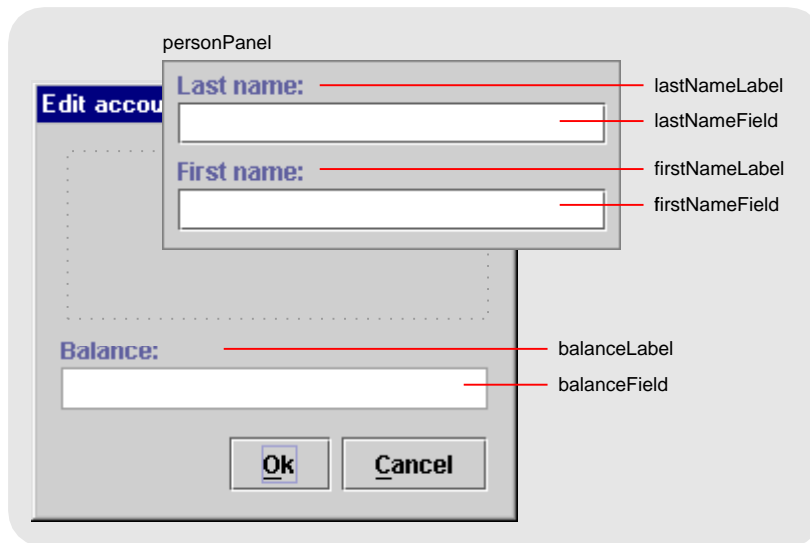 personPanel
Last name:
lastNameLabel
Edit accou
lastNameField
First name:
firstNameLabel
firstNameField
Balance:
balanceLabel
balanceField
Ok
Cancel